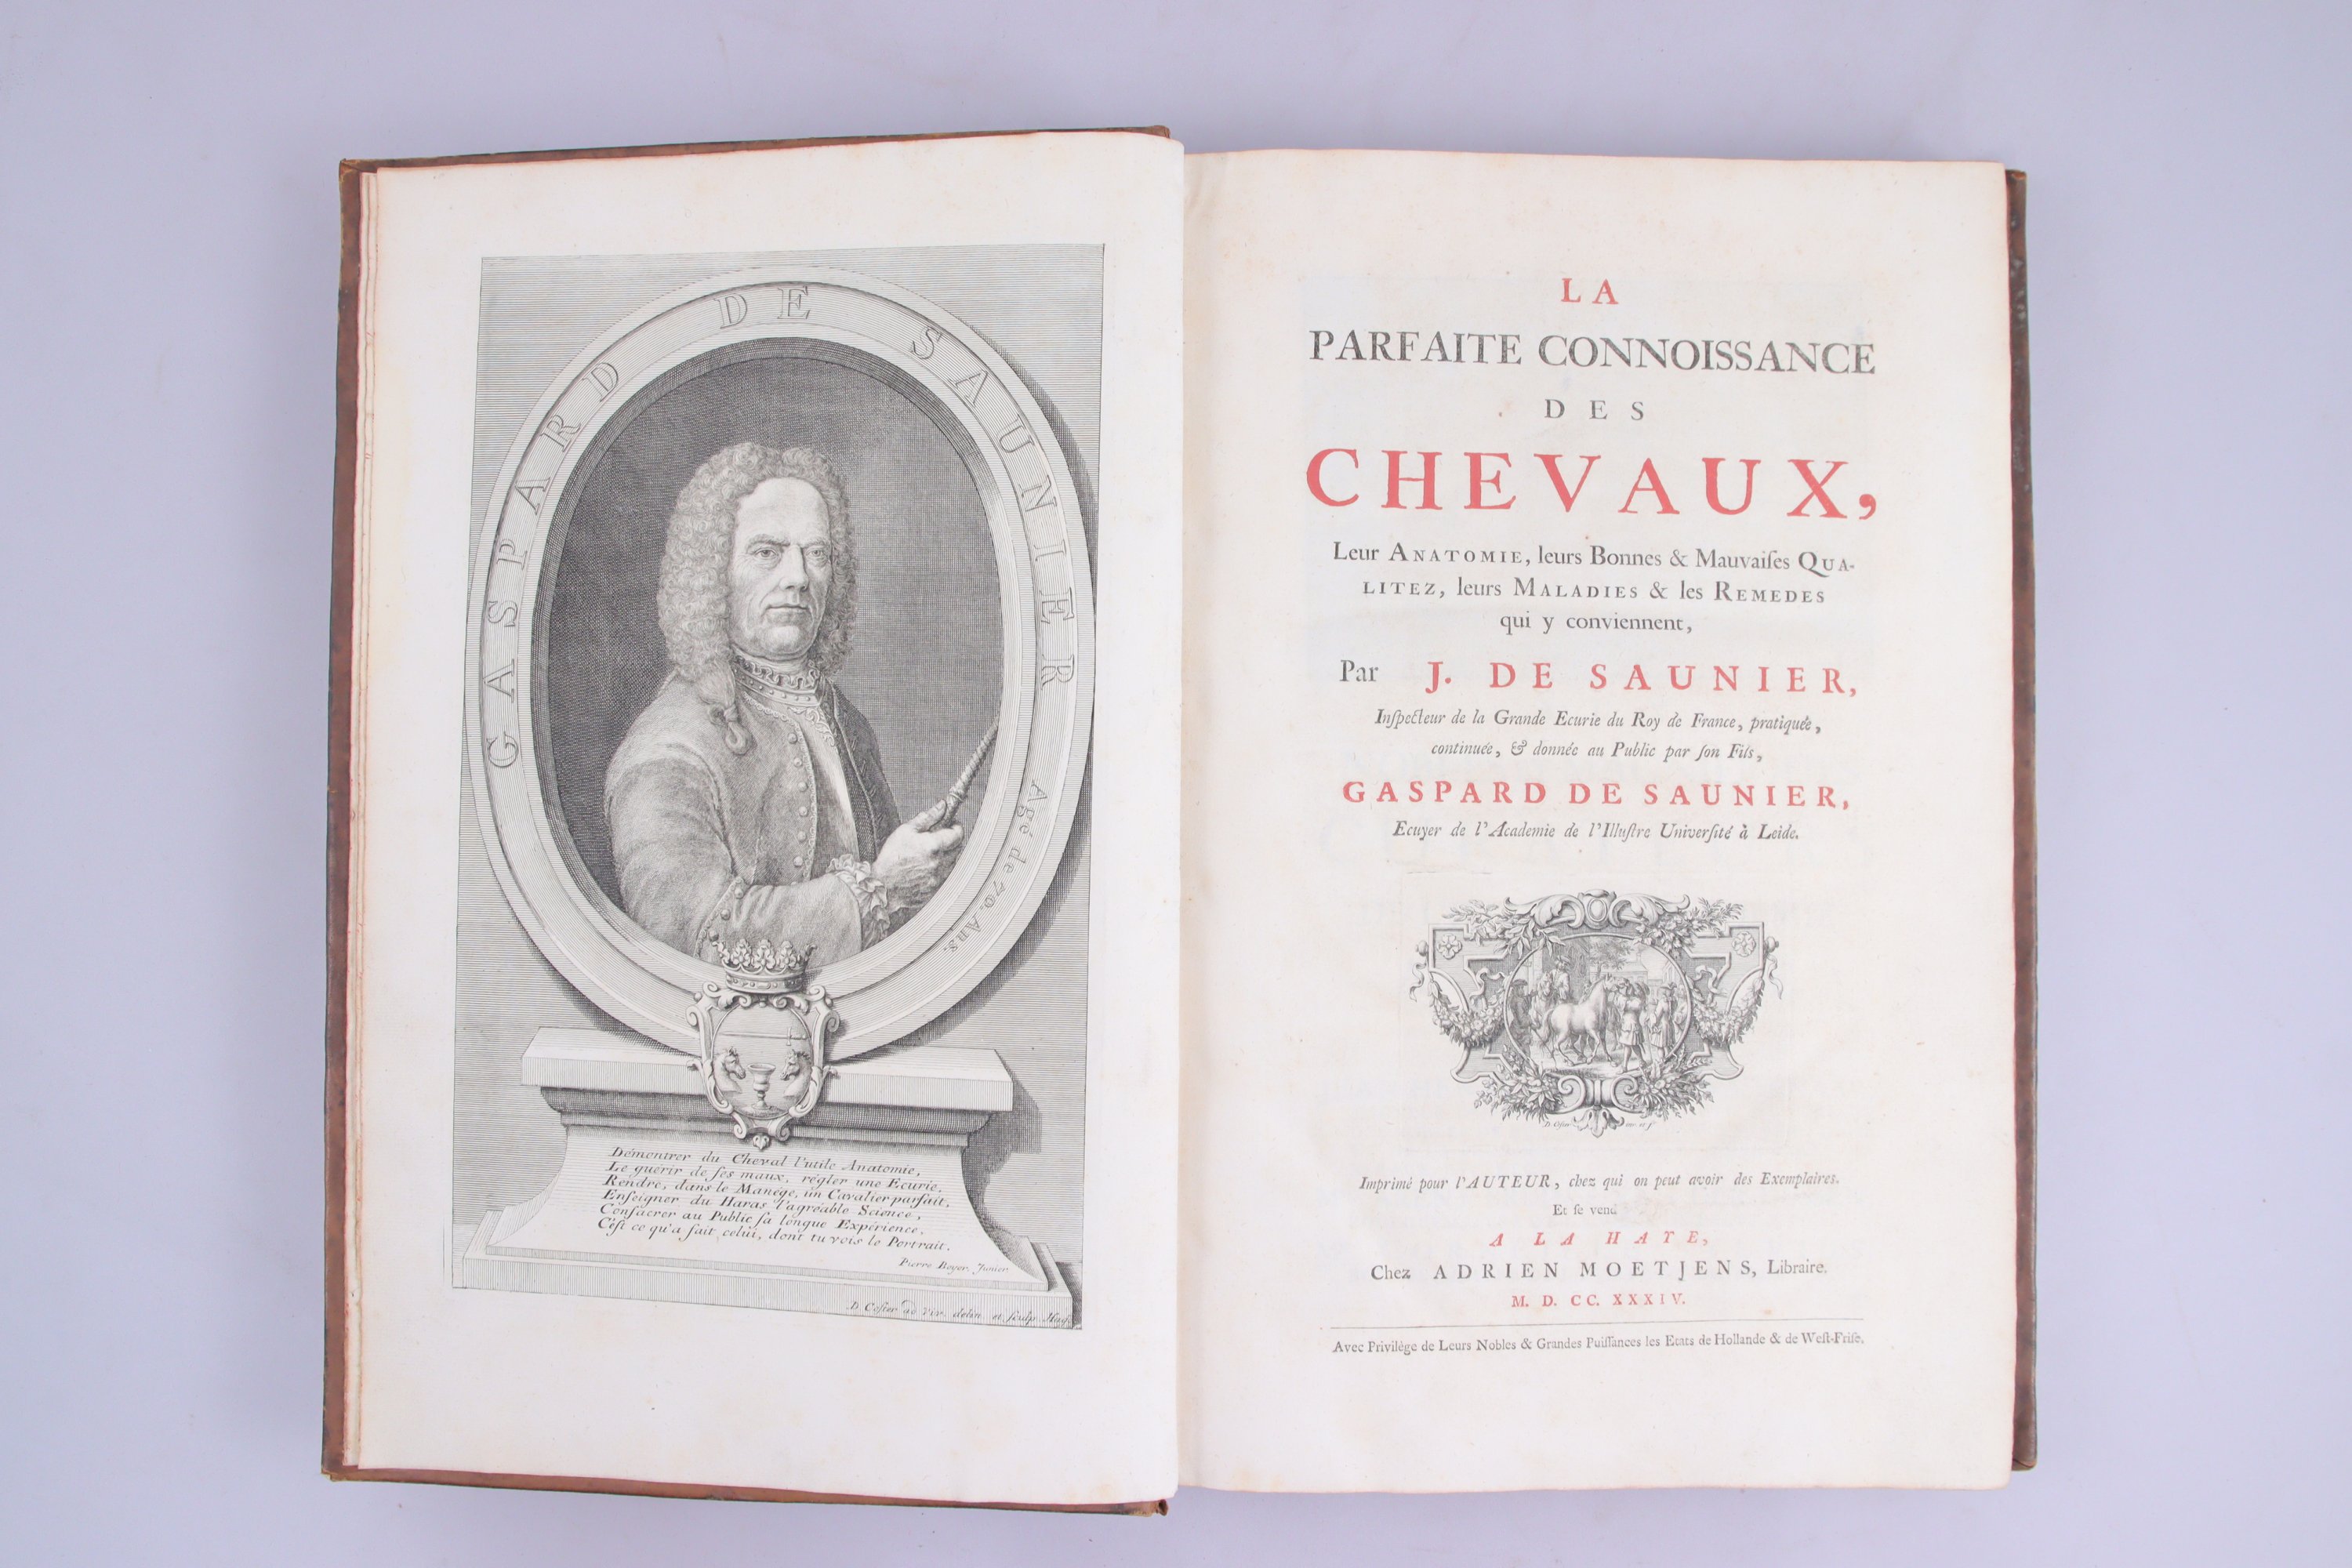 GASPARD DE SAUNIER
Agé de 70 Ans.
Démontrer du Cheval l'utile Anatomie,
Le guérir de ſes maux, régler une Ecurie,
Rendre, dans le Manége, un Cavalier parfait,
Enſeigner du Haras l'agréable Science,
Conſacrer au Public ſa longue Expérience,
C'eſt ce qu'a fait celui, dont tu vois le Portrait.
Pierre Boyer, Junior
D. Coſter ad viv. delin. et ſculps.
LA
PARFAITE CONNOISSANCE
DES
CHEVAUX,
Leur ANATOMIE, leurs Bonnes & Mauvaiſes QUA-
LITEZ, leurs MALADIES & les REMEDES
qui y conviennent,
Par J. DE SAUNIER,
Inſpecteur de la Grande Ecurie du Roy de France, pratiquée,
continuée, & donnée au Public par ſon Fils,
GASPARD DE SAUNIER,
Ecuyer de l'Academie de l'Illuſtre Univerſité à Leide.
Imprimé pour l'AUTEUR, chez qui on peut avoir des Exemplaires.
Et ſe vend
A LA HAYE,
Chez ADRIEN MOETJENS, Libraire.
M. D. CC. XXXIV.
Avec Privilège de Leurs Nobles & Grandes Puiſſances les Etats de Hollande & de Weſt-Friſe.